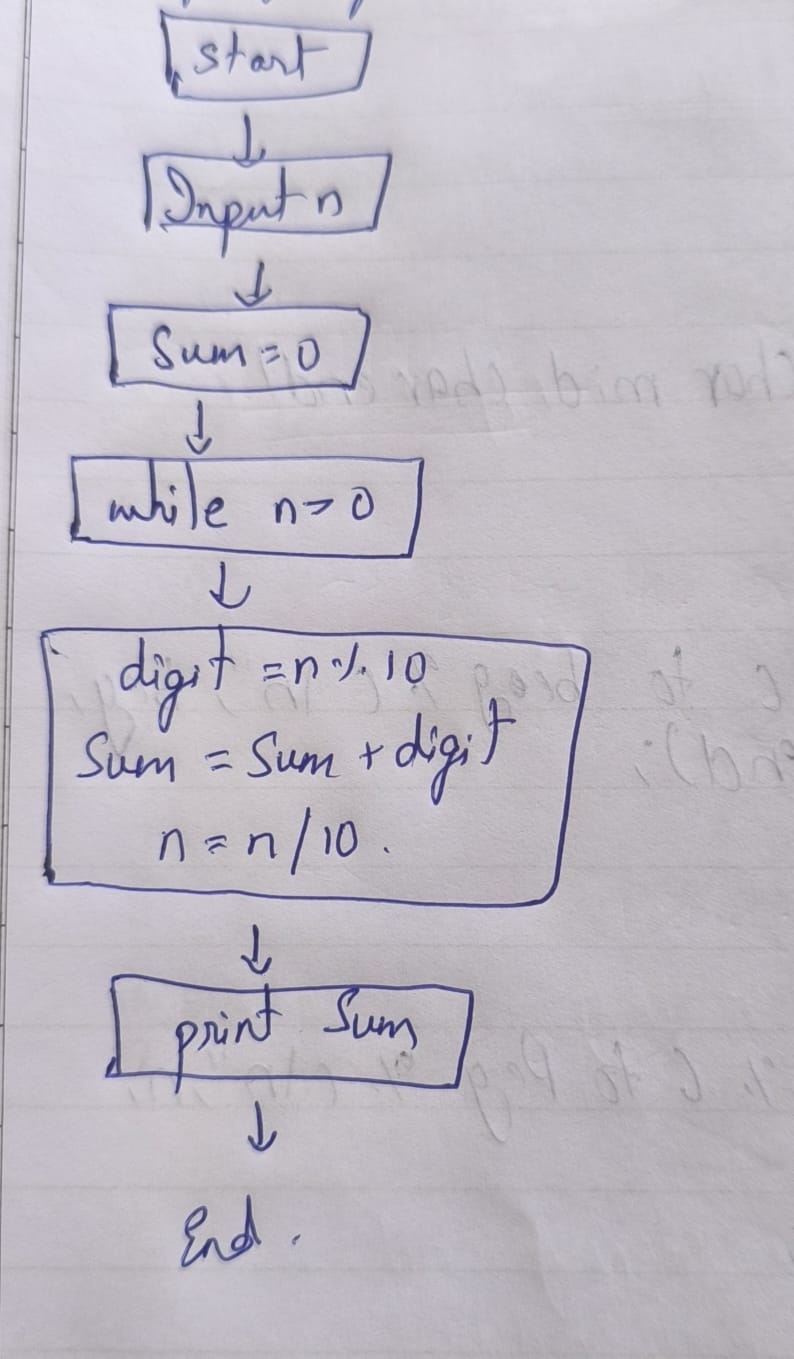 start
↓
Input n
↓
Sum = 0
↓
while n > 0
↓
digit = n % 10
Sum = Sum + digit
n = n / 10.
↓
print Sum
↓
End.